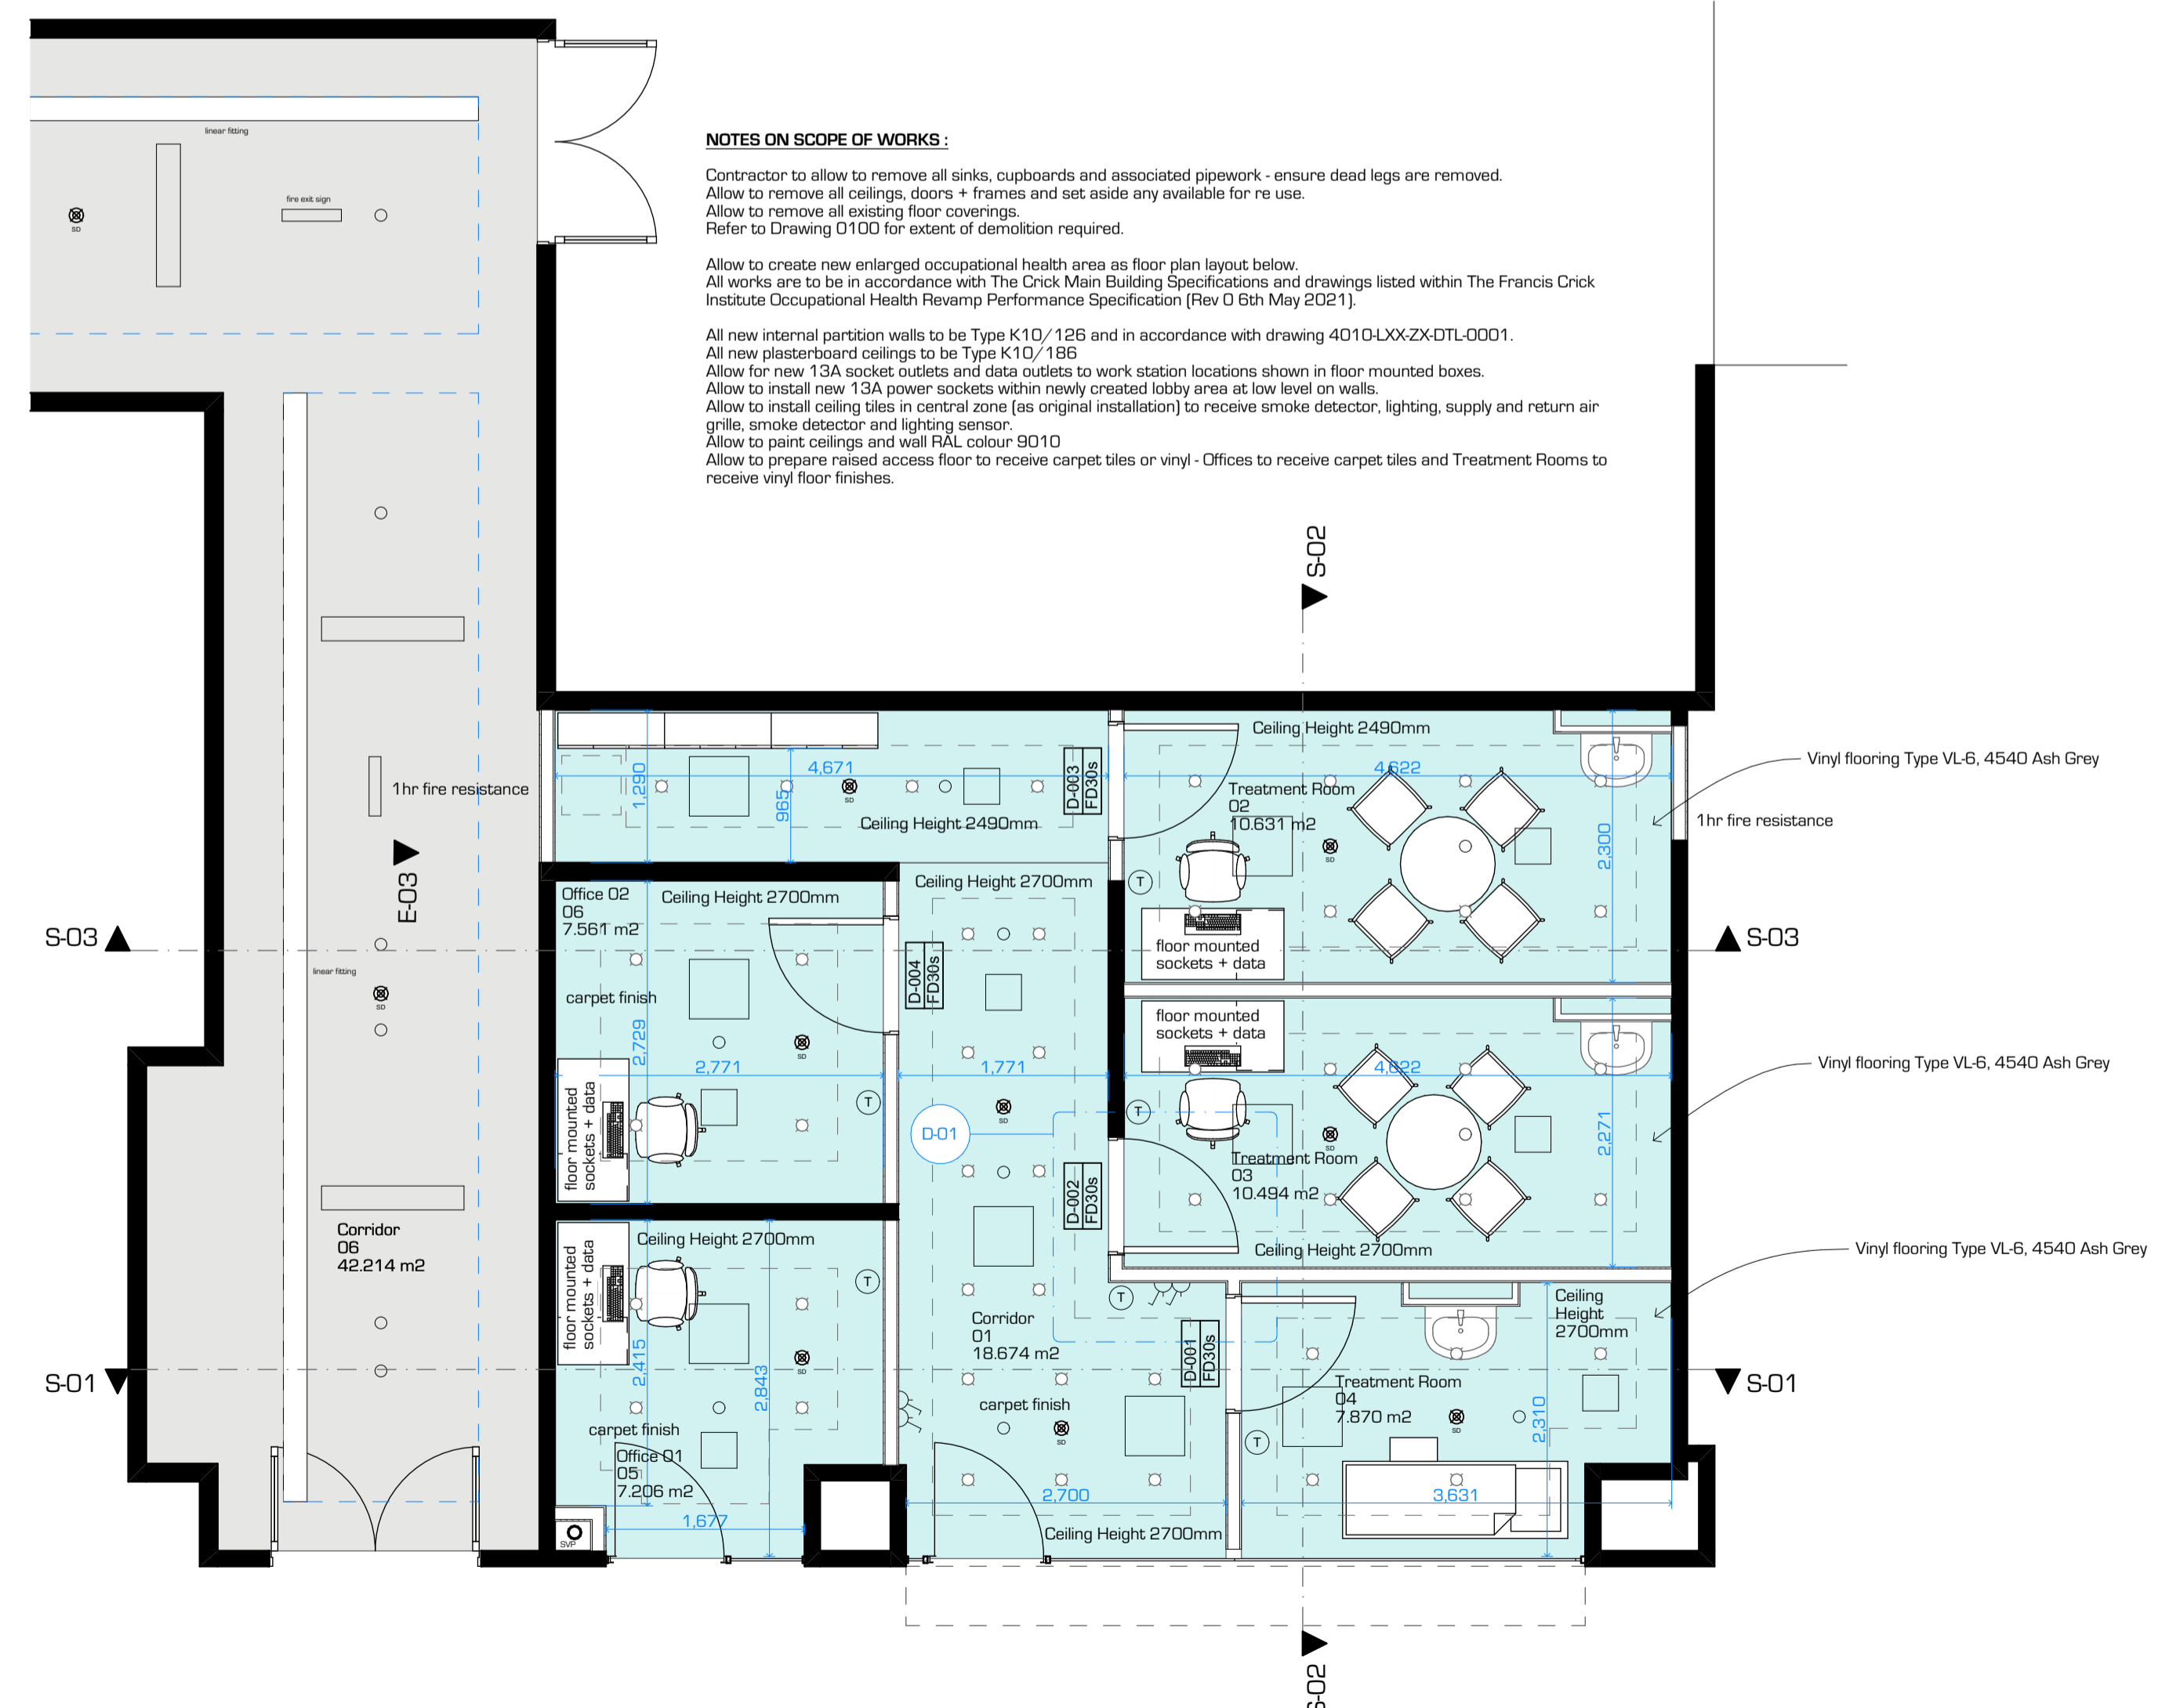 linear fitting
fire exit sign
SD
NOTES ON SCOPE OF WORKS :
Contractor to allow to remove all sinks, cupboards and associated pipework - ensure dead legs are removed.
Allow to remove all ceilings, doors + frames and set aside any available for re use.
Allow to remove all existing floor coverings.
Refer to Drawing 0100 for extent of demolition required.
Allow to create new enlarged occupational health area as floor plan layout below.
All works are to be in accordance with The Crick Main Building Specifications and drawings listed within The Francis Crick
Institute Occupational Health Revamp Performance Specification (Rev 0 6th May 2021).
All new internal partition walls to be Type K10/126 and in accordance with drawing 4010-LXX-ZX-DTL-0001.
All new plasterboard ceilings to be Type K10/186
Allow for new 13A socket outlets and data outlets to work station locations shown in floor mounted boxes.
Allow to install new 13A power sockets within newly created lobby area at low level on walls.
Allow to install ceiling tiles in central zone (as original installation) to receive smoke detector, lighting, supply and return air
grille, smoke detector and lighting sensor.
Allow to paint ceilings and wall RAL colour 9010
Allow to prepare raised access floor to receive carpet tiles or vinyl - Offices to receive carpet tiles and Treatment Rooms to
receive vinyl floor finishes.
S-02
1hr fire resistance
E-03
S-03
linear fitting
SD
Corridor
06
42.214 m2
S-01
1,290
4,671
965
SD
Ceiling Height 2490mm
D-003
FD30s
Ceiling Height 2490mm
4,622
Treatment Room
02
10.631 m2
SD
T
2,300
floor mounted
sockets + data
Vinyl flooring Type VL-6, 4540 Ash Grey
1hr fire resistance
S-03
Office 02
06
7.561 m2
Ceiling Height 2700mm
carpet finish
2,729
2,771
SD
T
floor mounted
sockets + data
Ceiling Height 2700mm
D-004
FD30s
1,771
SD
D-01
D-002
FD30s
floor mounted
sockets + data
4,622
T
SD
2,271
Treatment Room
03
10.494 m2
Ceiling Height 2700mm
Vinyl flooring Type VL-6, 4540 Ash Grey
Vinyl flooring Type VL-6, 4540 Ash Grey
Ceiling Height 2700mm
floor mounted
sockets + data
T
SD
2,415
2,843
carpet finish
Office 01
05
7.206 m2
1,677
SVP
T
Corridor
01
18.674 m2
carpet finish
SD
D-001
FD30s
2,700
Ceiling Height 2700mm
Ceiling
Height
2700mm
Treatment Room
04
7.870 m2
SD
T
2,310
3,631
S-01
S-02